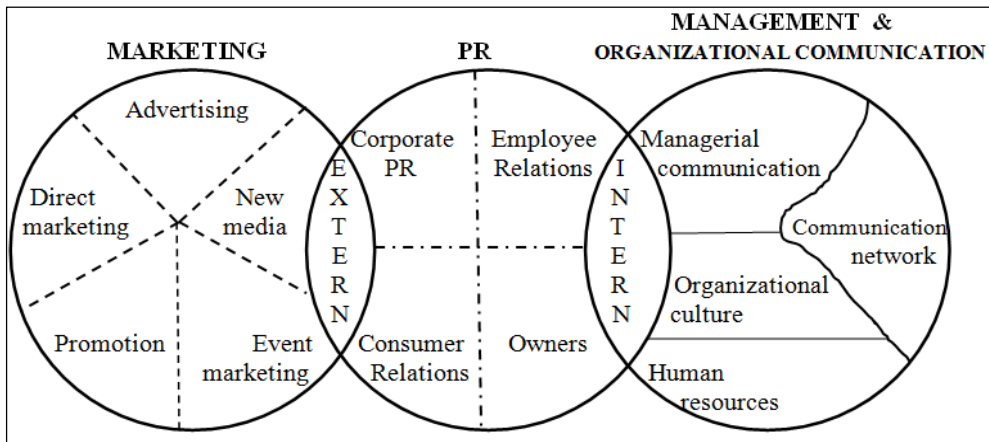 MARKETING
PR
MANAGEMENT &
ORGANIZATIONAL COMMUNICATION
Advertising
Direct
marketing
New
media
Promotion
Event
marketing
E
X
T
E
R
N
Corporate
PR
Employee
Relations
Consumer
Relations
Owners
I
N
T
E
R
N
Managerial
communication
Communication
network
Organizational
culture
Human
resources